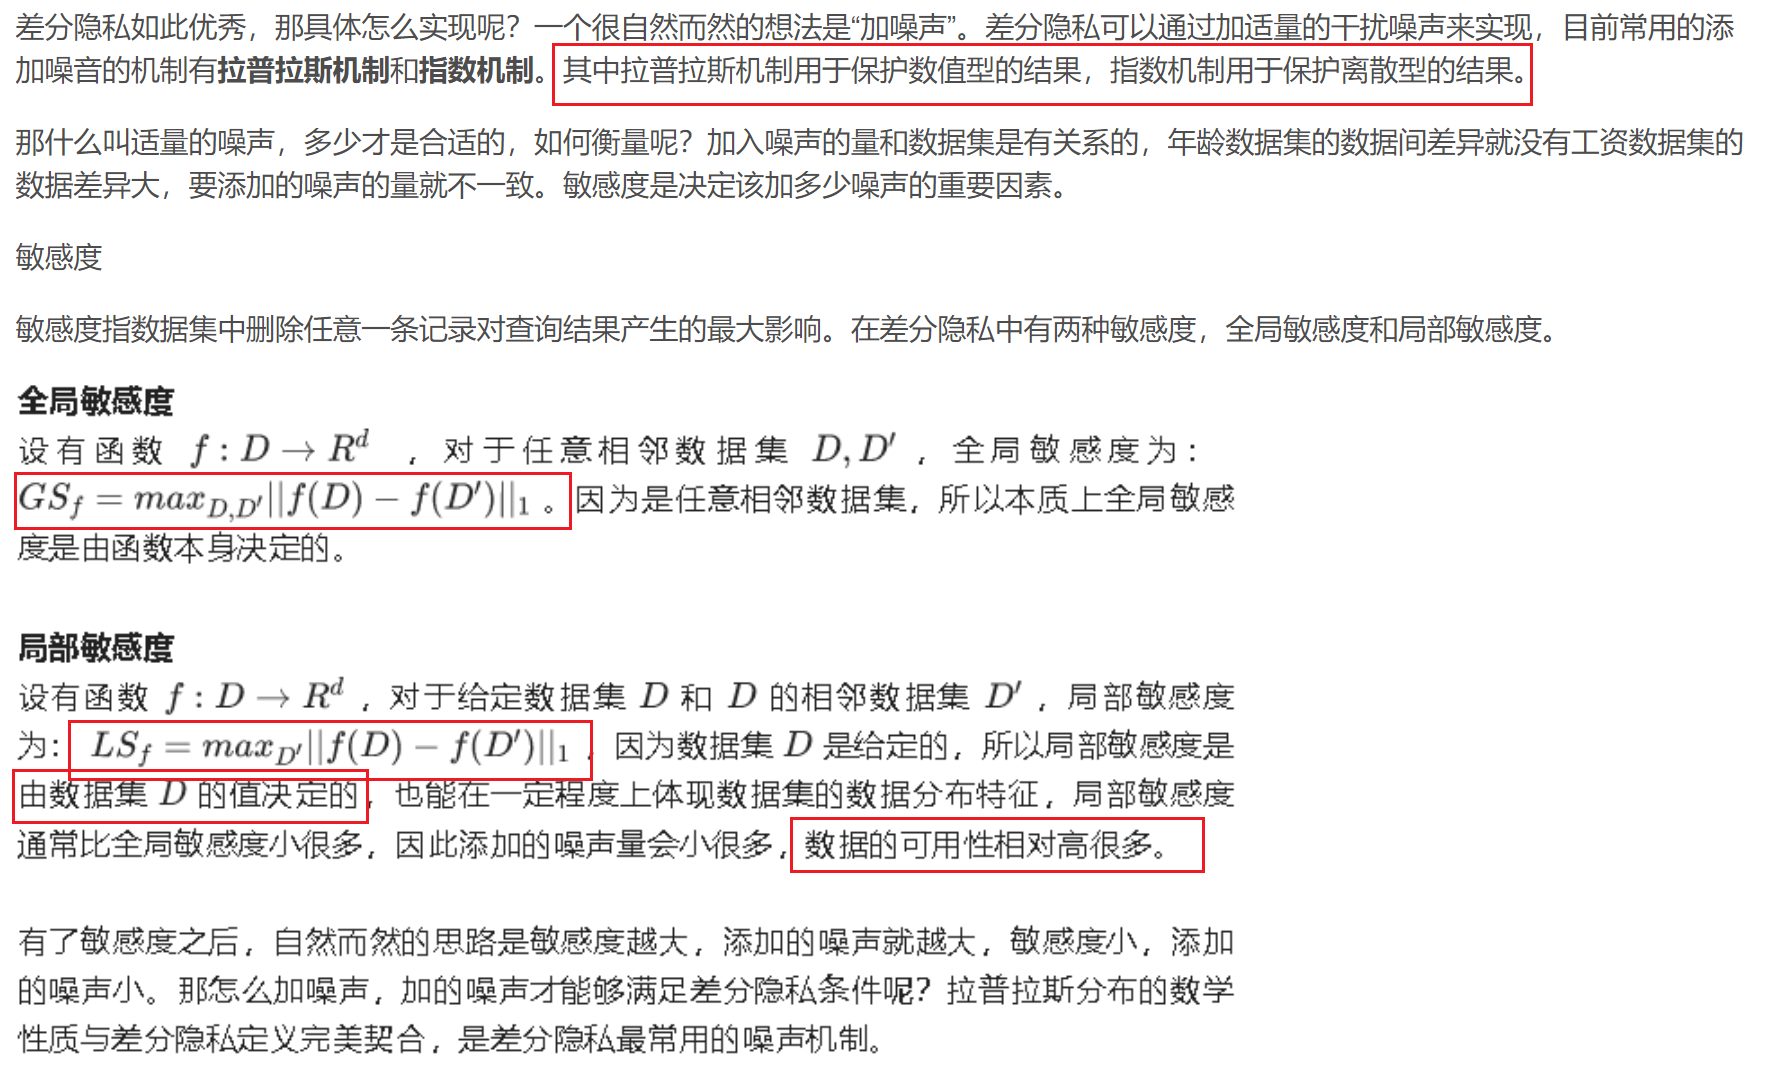 差分隐私如此优秀，那具体怎么实现呢？一个很自然而然的想法是“加噪声”。差分隐私可以通过加适量的干扰噪声来实现，目前常用的添
加噪音的机制有拉普拉斯机制和指数机制。其中拉普拉斯机制用于保护数值型的结果，指数机制用于保护离散型的结果。
那什么叫适量的噪声，多少才是合适的，如何衡量呢？加入噪声的量和数据集是有关系的，年龄数据集的数据间差异就没有工资数据集的
数据差异大，要添加的噪声的量就不一致。敏感度是决定该加多少噪声的重要因素。
敏感度
敏感度指数据集中删除任意一条记录对查询结果产生的最大影响。在差分隐私中有两种敏感度，全局敏感度和局部敏感度。
全局敏感度
设有函数 $f : D \to R^d$ ，对于任意相邻数据集 $D, D'$ ，全局敏感度为：
$GS_f = max_{D,D'}||f(D) - f(D')||_1$ 。因为是任意相邻数据集，所以本质上全局敏感
度是由函数本身决定的。
局部敏感度
设有函数 $f : D \to R^d$ ，对于给定数据集 $D$ 和 $D$ 的相邻数据集 $D'$ ，局部敏感度
为： $LS_f = max_{D'}||f(D) - f(D')||_1$ ，因为数据集 $D$ 是给定的，所以局部敏感度是
由数据集 $D$ 的值决定的，也能在一定程度上体现数据集的数据分布特征，局部敏感度
通常比全局敏感度小很多，因此添加的噪声量会小很多，数据的可用性相对高很多。
有了敏感度之后，自然而然的思路是敏感度越大，添加的噪声就越大，敏感度小，添加
的噪声小。那怎么加噪声，加的噪声才能够满足差分隐私条件呢？拉普拉斯分布的数学
性质与差分隐私定义完美契合，是差分隐私最常用的噪声机制。